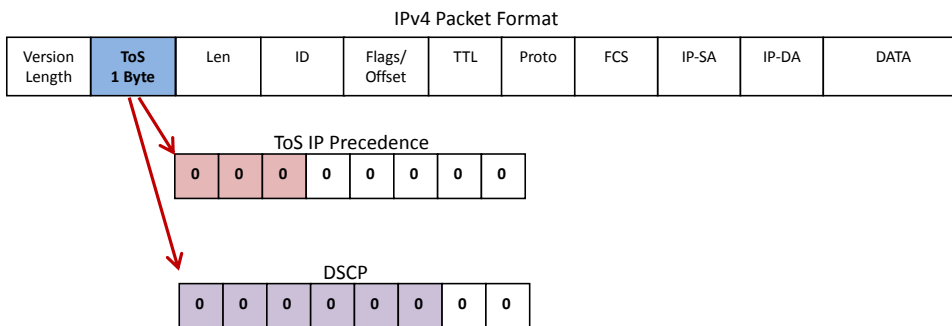 IPv4 Packet Format
Version Length ToS 1 Byte Len ID Flags/ Offset TTL Proto FCS IP-SA IP-DA DATA
ToS IP Precedence
0 0 0 0 0 0 0 0
DSCP
0 0 0 0 0 0 0 0